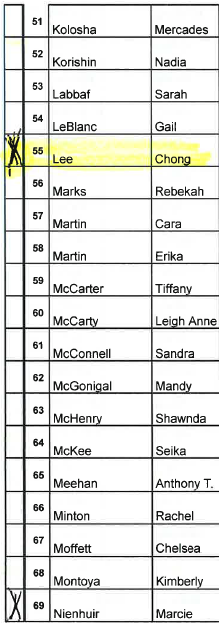 51 Kolosha Mercades
52 Korishin Nadia
53 Labbaf Sarah
54 LeBlanc Gail
X 55 Lee Chong
56 Marks Rebekah
57 Martin Cara
58 Martin Erika
59 McCarter Tiffany
60 McCarty Leigh Anne
61 McConnell Sandra
62 McGonigal Mandy
63 McHenry Shawnda
64 McKee Seika
65 Meehan Anthony T.
66 Minton Rachel
67 Moffett Chelsea
68 Montoya Kimberly
X 69 Nienhuir Marcie